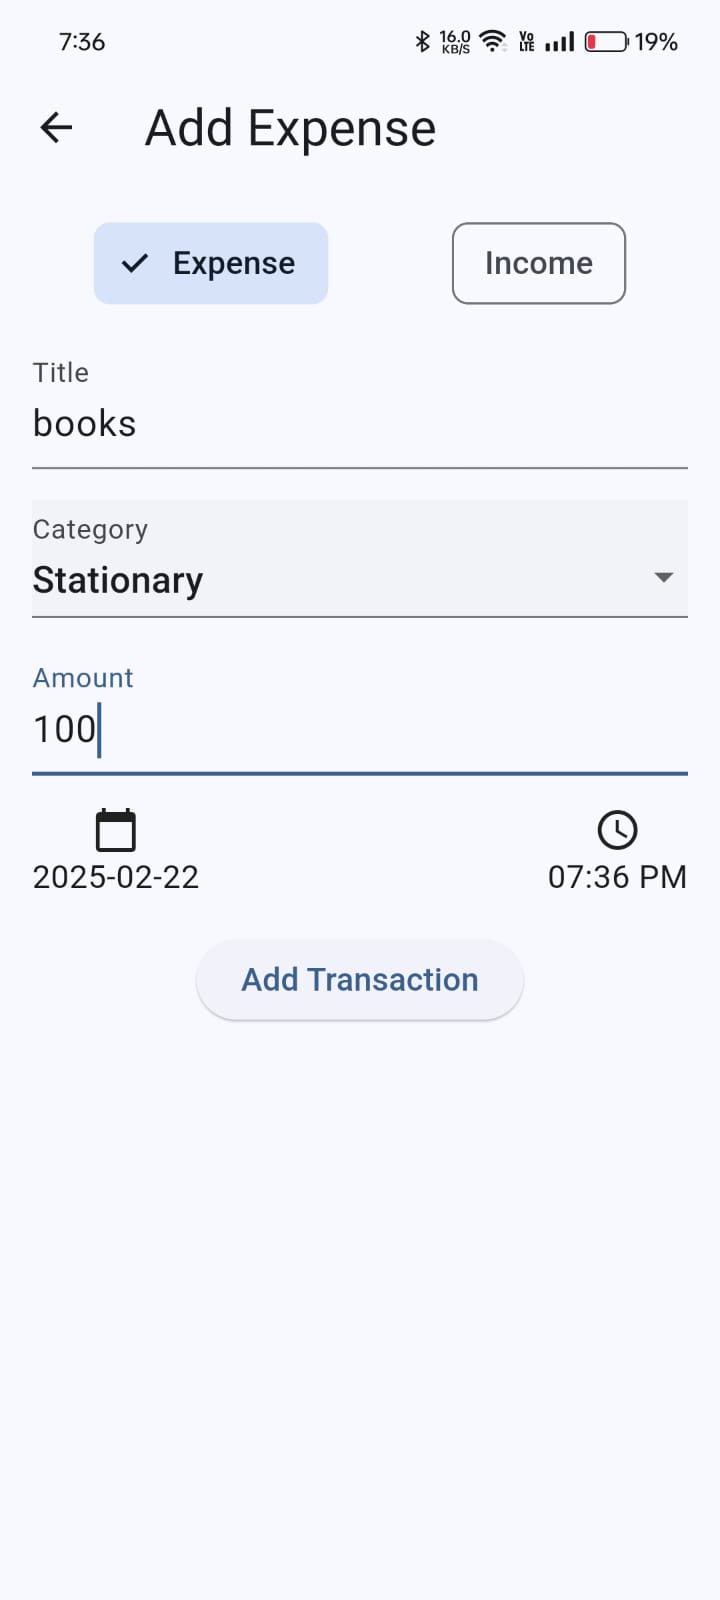 7:36 16.0 KB/S Vo LTE 19%
Add Expense
Expense Income
Title
books
Category
Stationary
Amount
100
2025-02-22 07:36 PM
Add Transaction